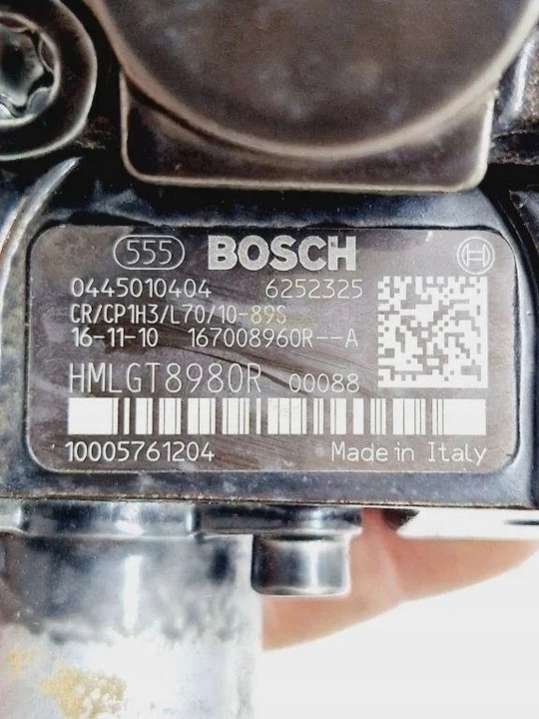 555 BOSCH
0445010404 6252325
CR/CP1H3/L70/10-89S
16-11-10 167008960R--A
HMLGT8980R 00088
10005761204 Made in Italy